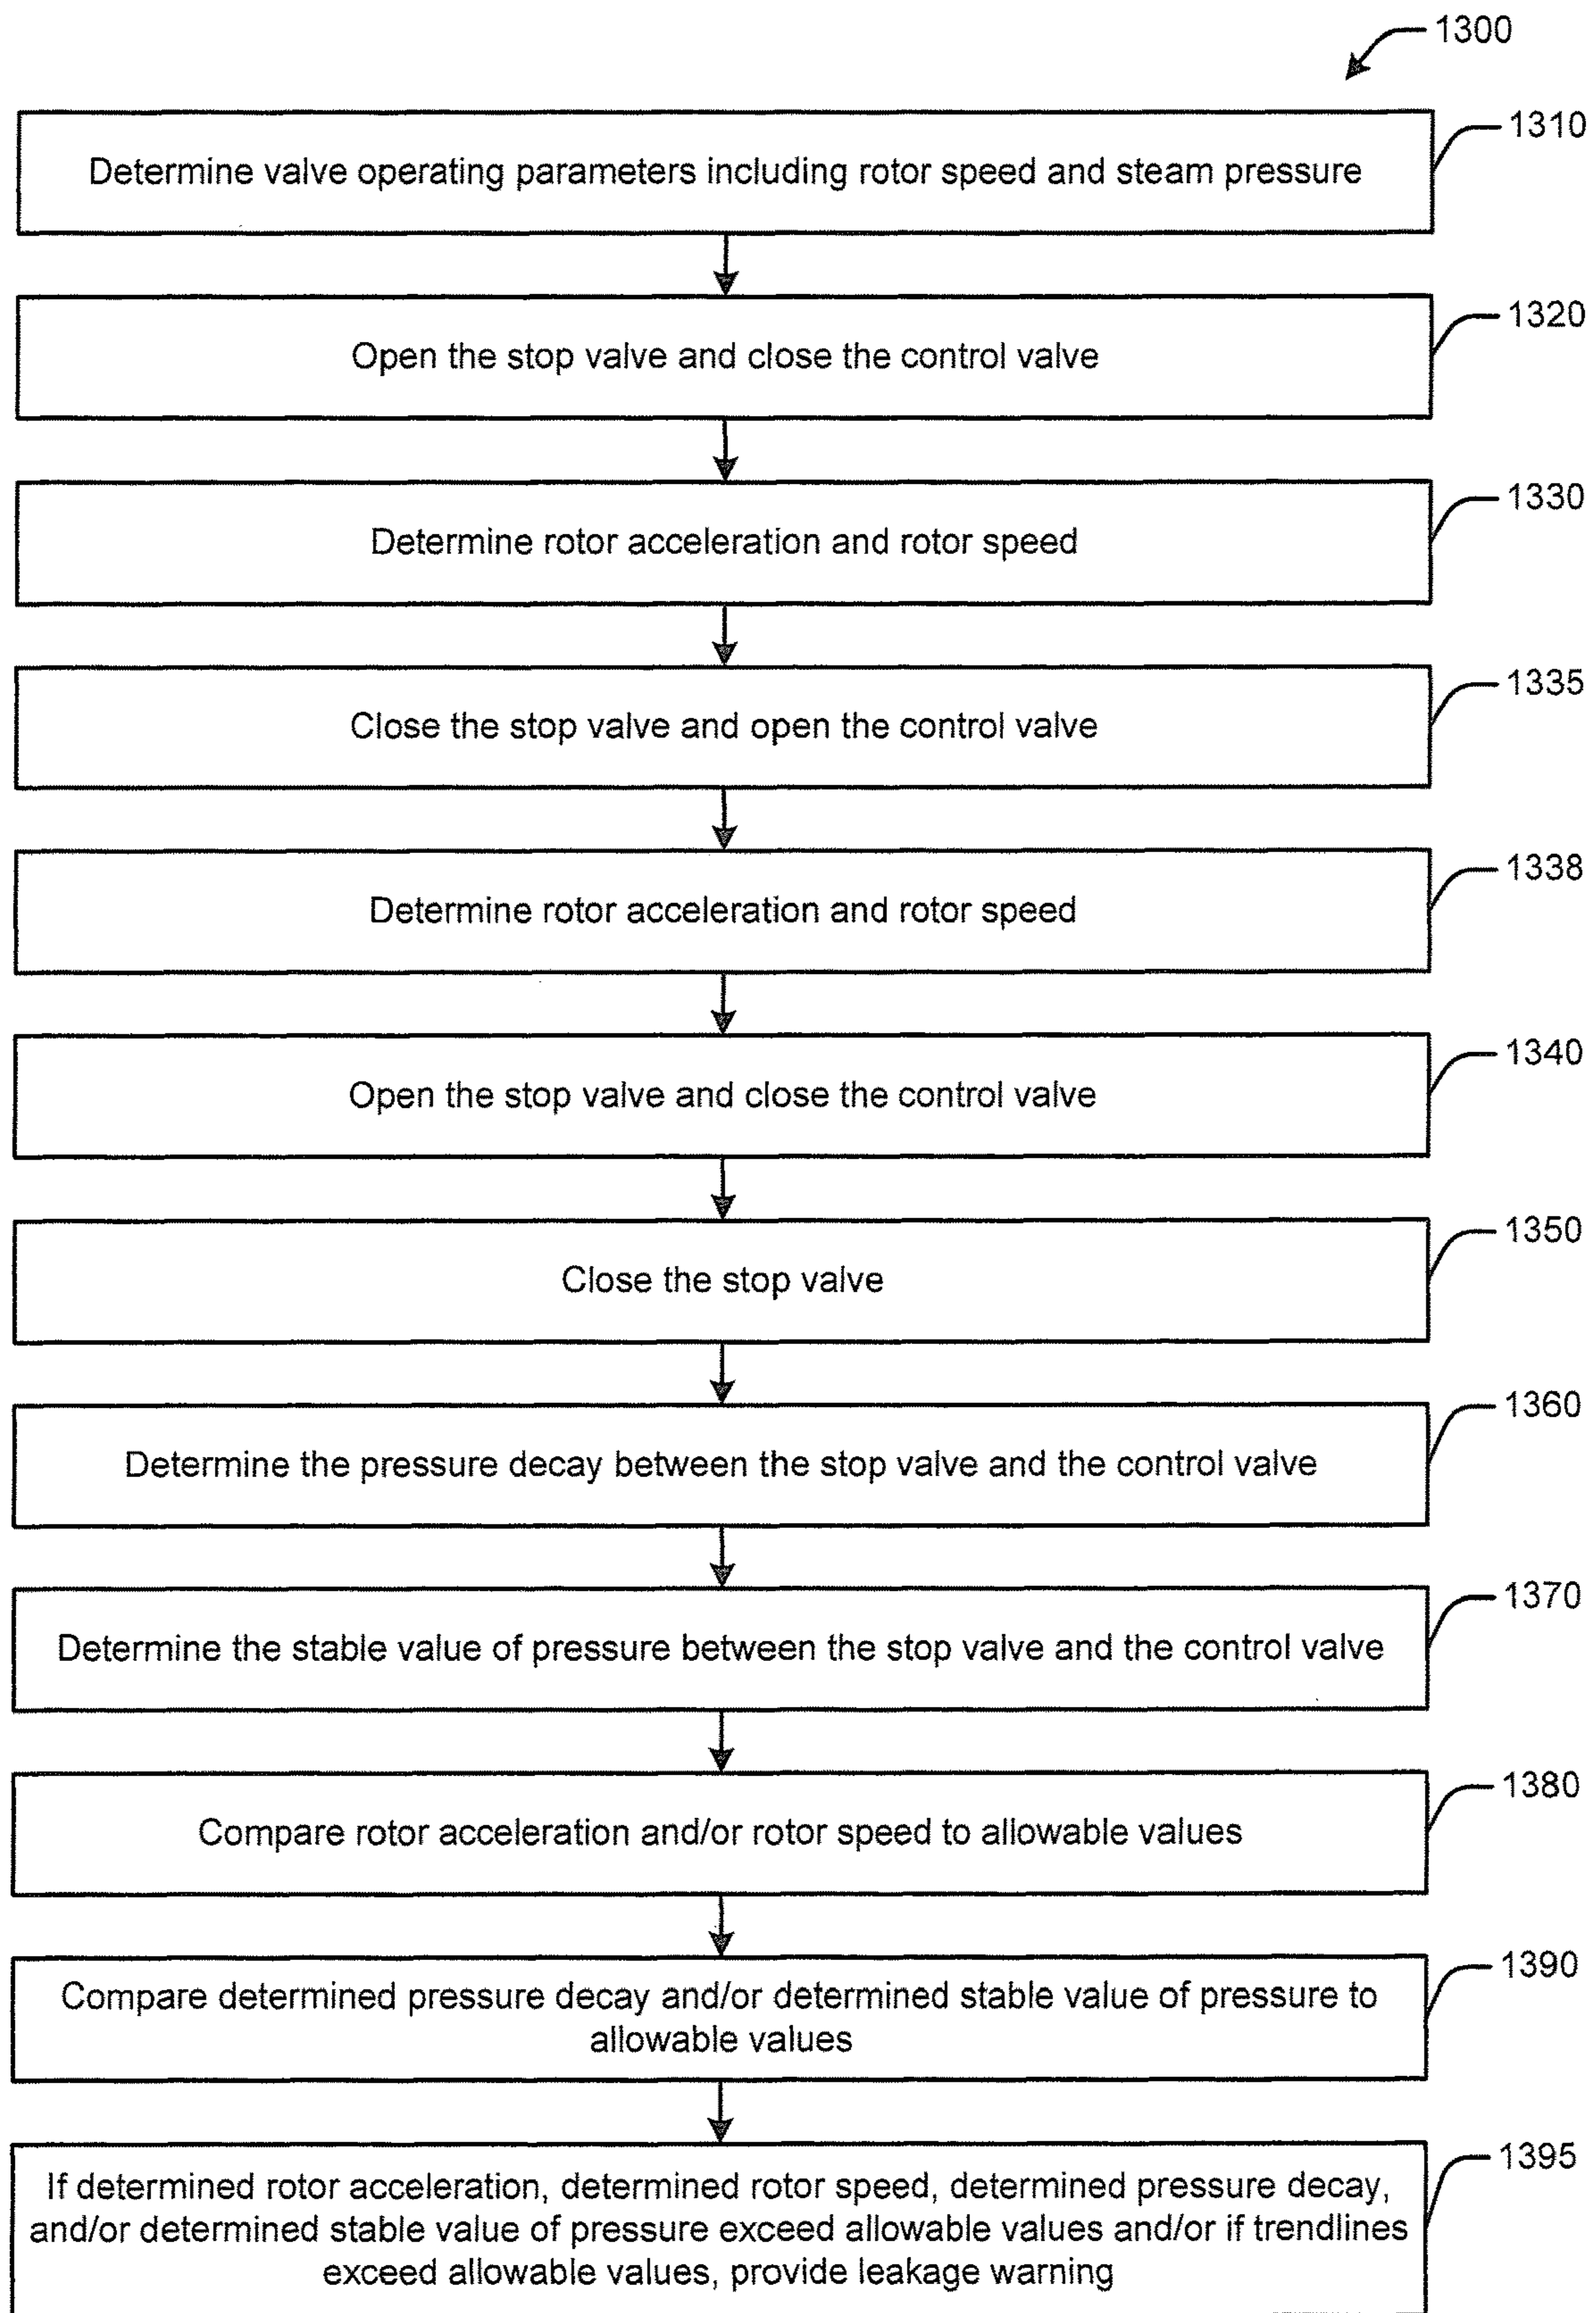 1300
1310
Determine valve operating parameters including rotor speed and steam pressure
1320
Open the stop valve and close the control valve
1330
Determine rotor acceleration and rotor speed
1335
Close the stop valve and open the control valve
1338
Determine rotor acceleration and rotor speed
1340
Open the stop valve and close the control valve
1350
Close the stop valve
1360
Determine the pressure decay between the stop valve and the control valve
1370
Determine the stable value of pressure between the stop valve and the control valve
1380
Compare rotor acceleration and/or rotor speed to allowable values
1390
Compare determined pressure decay and/or determined stable value of pressure to
allowable values
1395
If determined rotor acceleration, determined rotor speed, determined pressure decay,
and/or determined stable value of pressure exceed allowable values and/or if trendlines
exceed allowable values, provide leakage warning